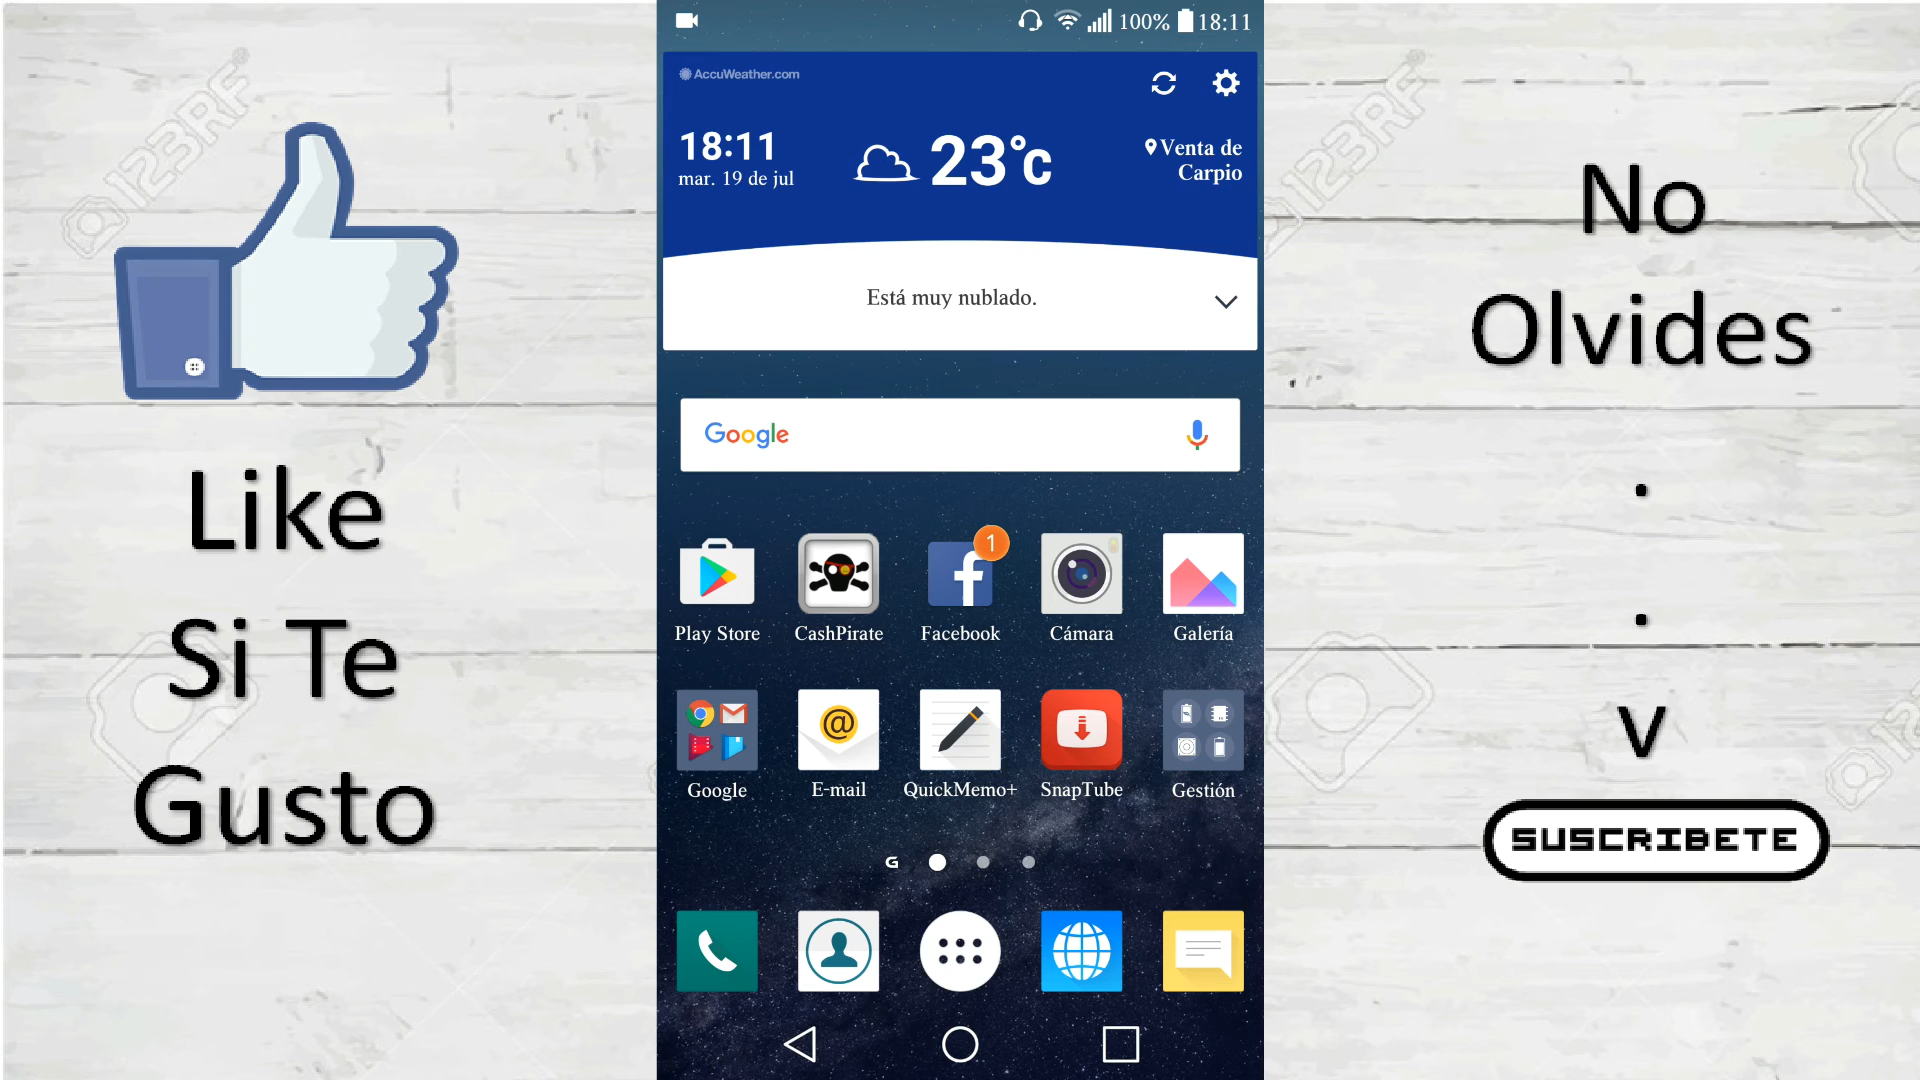 100%
18:11
AccuWeather.com
18:11
mar. 19 de jul
23°c
Venta de
Carpio
Está muy nublado.
Google
1
Play Store
CashPirate
Facebook
Cámara
Galería
@
Google
E-mail
QuickMemo+
SnapTube
Gestión
G
Like
Si Te
Gusto
No
Olvides
.
.
v
SUSCRIBETE
123RF
123RF